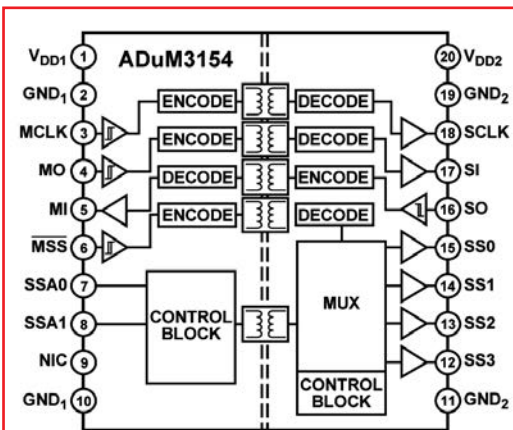 ADuM3154
VDD1 1
GND1 2
MCLK 3
MO 4
MI 5
MSS 6
SSA0 7
SSA1 8
NIC 9
GND1 10
ENCODE DECODE
ENCODE DECODE
DECODE ENCODE
ENCODE DECODE
CONTROL
BLOCK
MUX
CONTROL
BLOCK
20 VDD2
19 GND2
18 SCLK
17 SI
16 SO
15 SS0
14 SS1
13 SS2
12 SS3
11 GND2